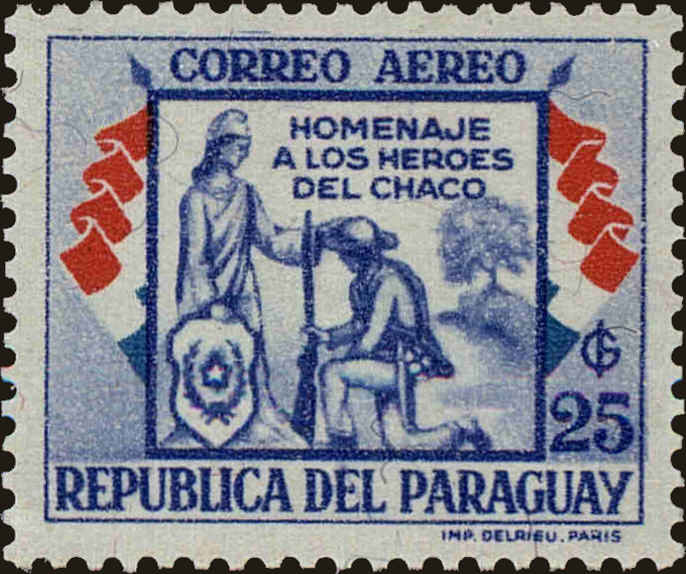 CORREO AEREO
HOMENAJE
A LOS HEROES
DEL CHACO
₲
25
REPUBLICA DEL PARAGUAY
IMP. DELRIEU. PARIS